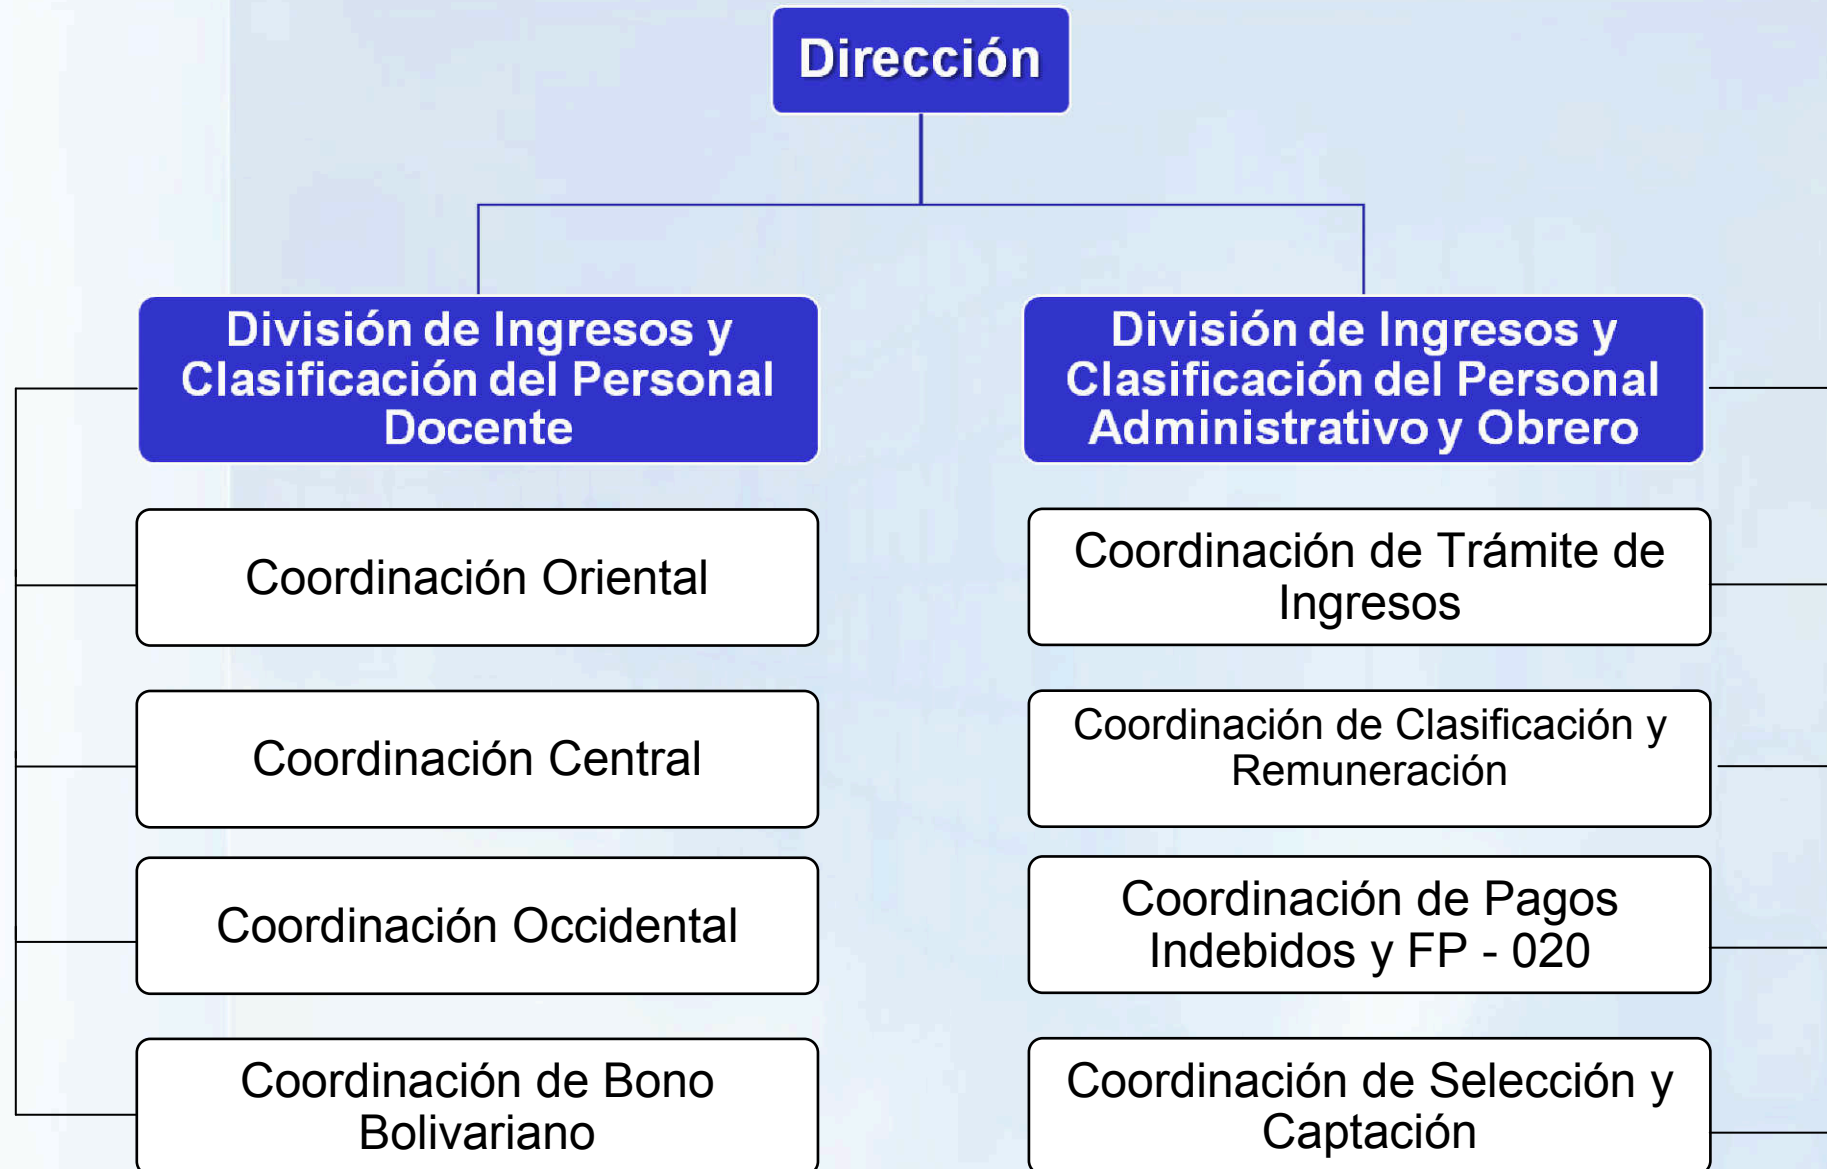 Dirección
División de Ingresos y
Clasificación del Personal
Docente
División de Ingresos y
Clasificación del Personal
Administrativo y Obrero
Coordinación Oriental
Coordinación de Trámite de
Ingresos
Coordinación Central
Coordinación de Clasificación y
Remuneración
Coordinación Occidental
Coordinación de Pagos
Indebidos y FP - 020
Coordinación de Bono
Bolivariano
Coordinación de Selección y
Captación